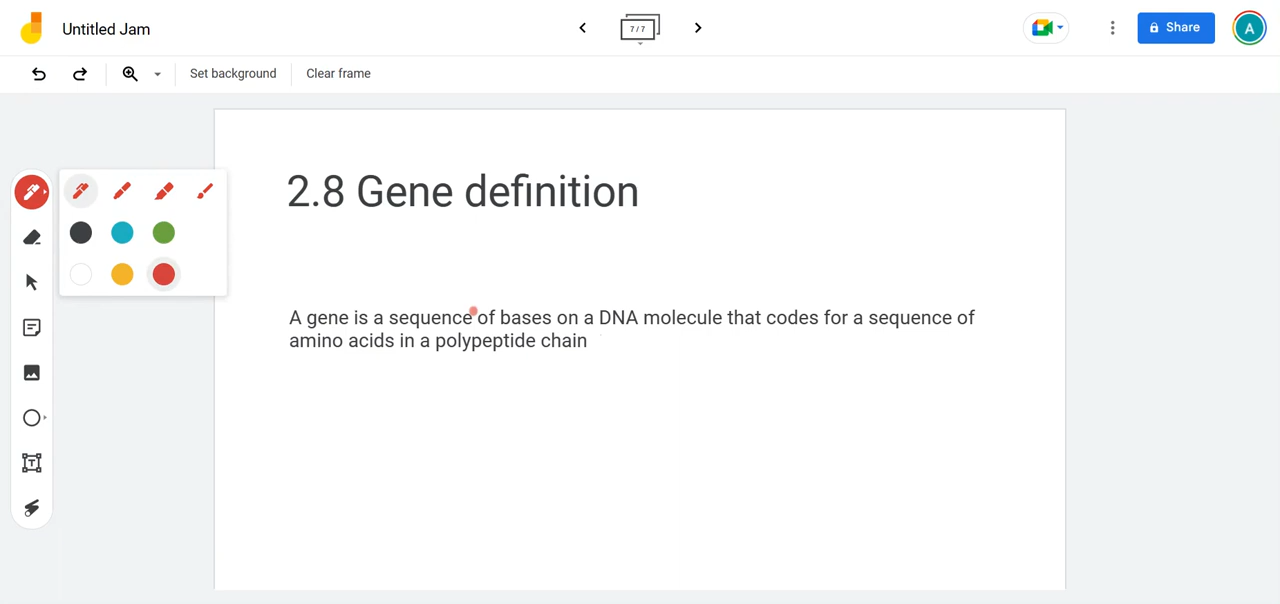 Untitled Jam
7 / 7
Share
A
Set background
Clear frame
2.8 Gene definition
A gene is a sequence of bases on a DNA molecule that codes for a sequence of
amino acids in a polypeptide chain